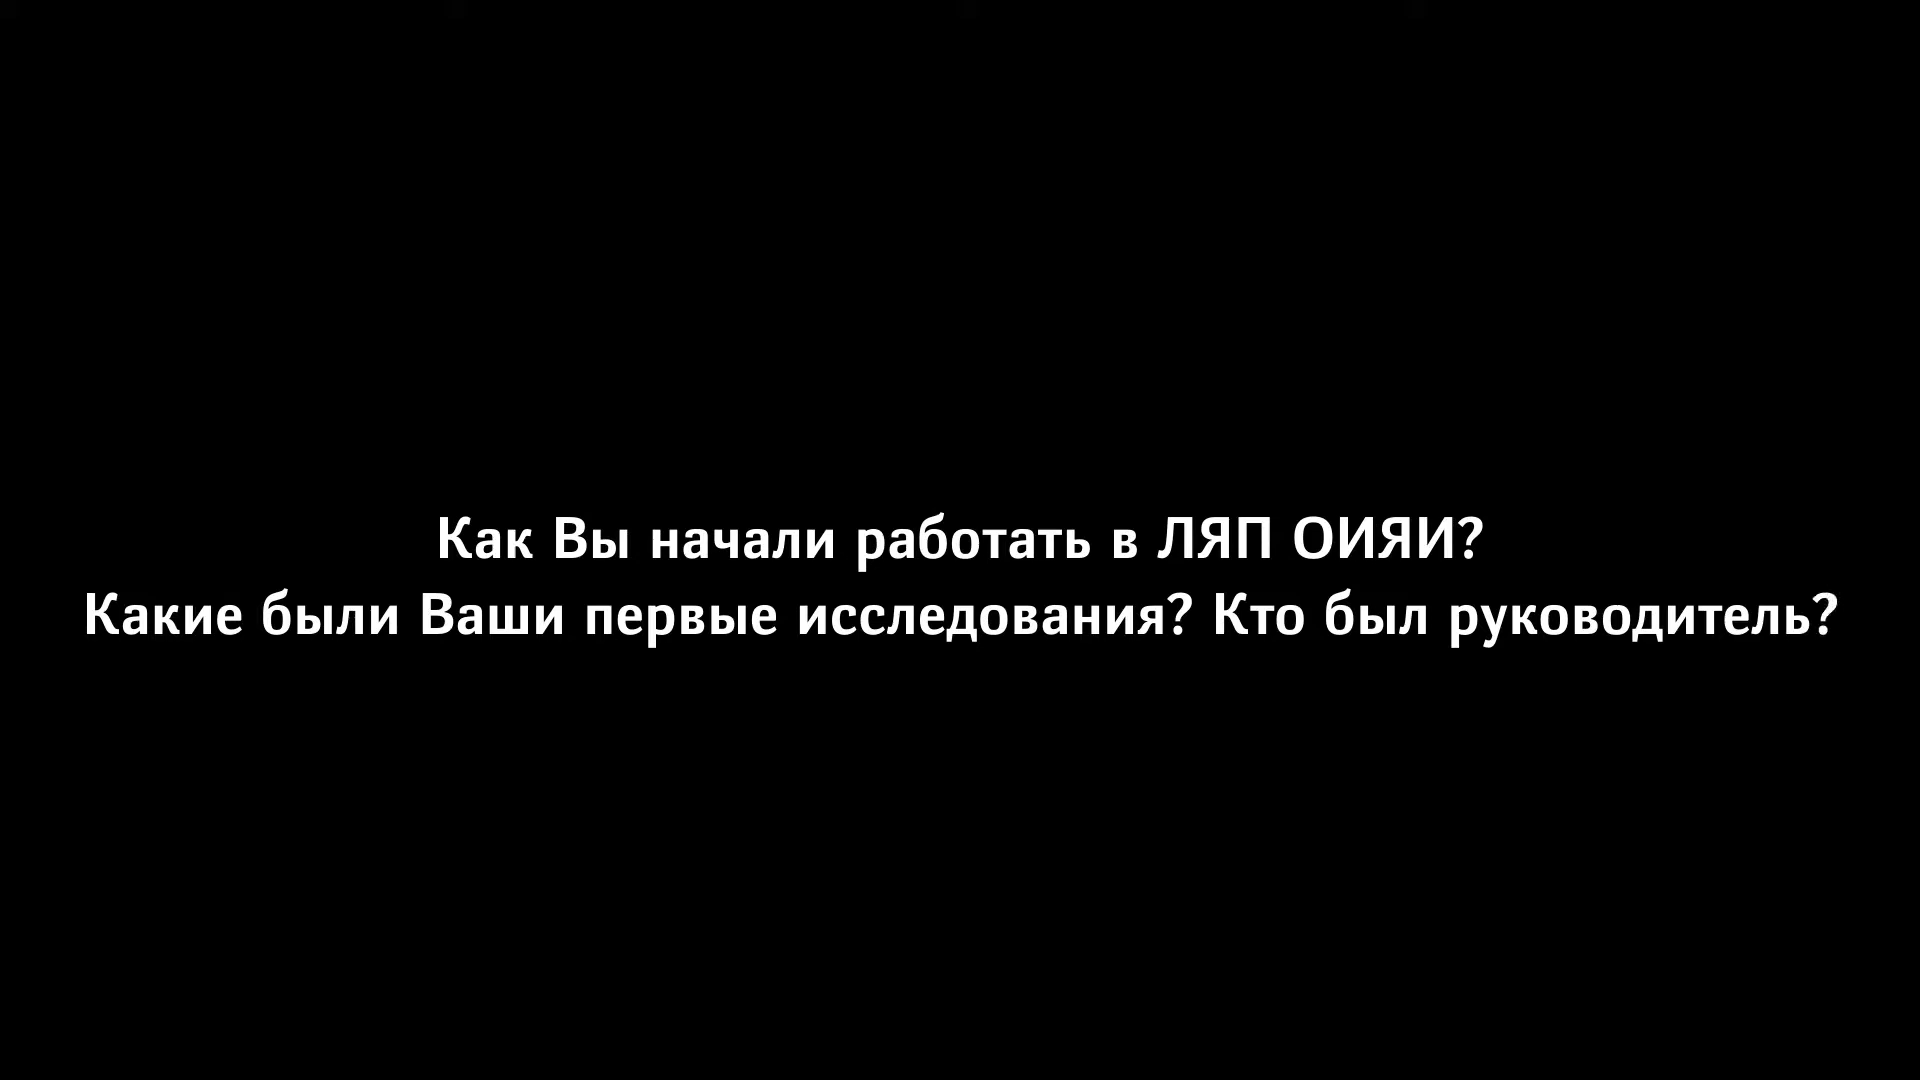 Как Вы начали работать в ЛЯП ОИЯИ?
Какие были Ваши первые исследования? Кто был руководитель?